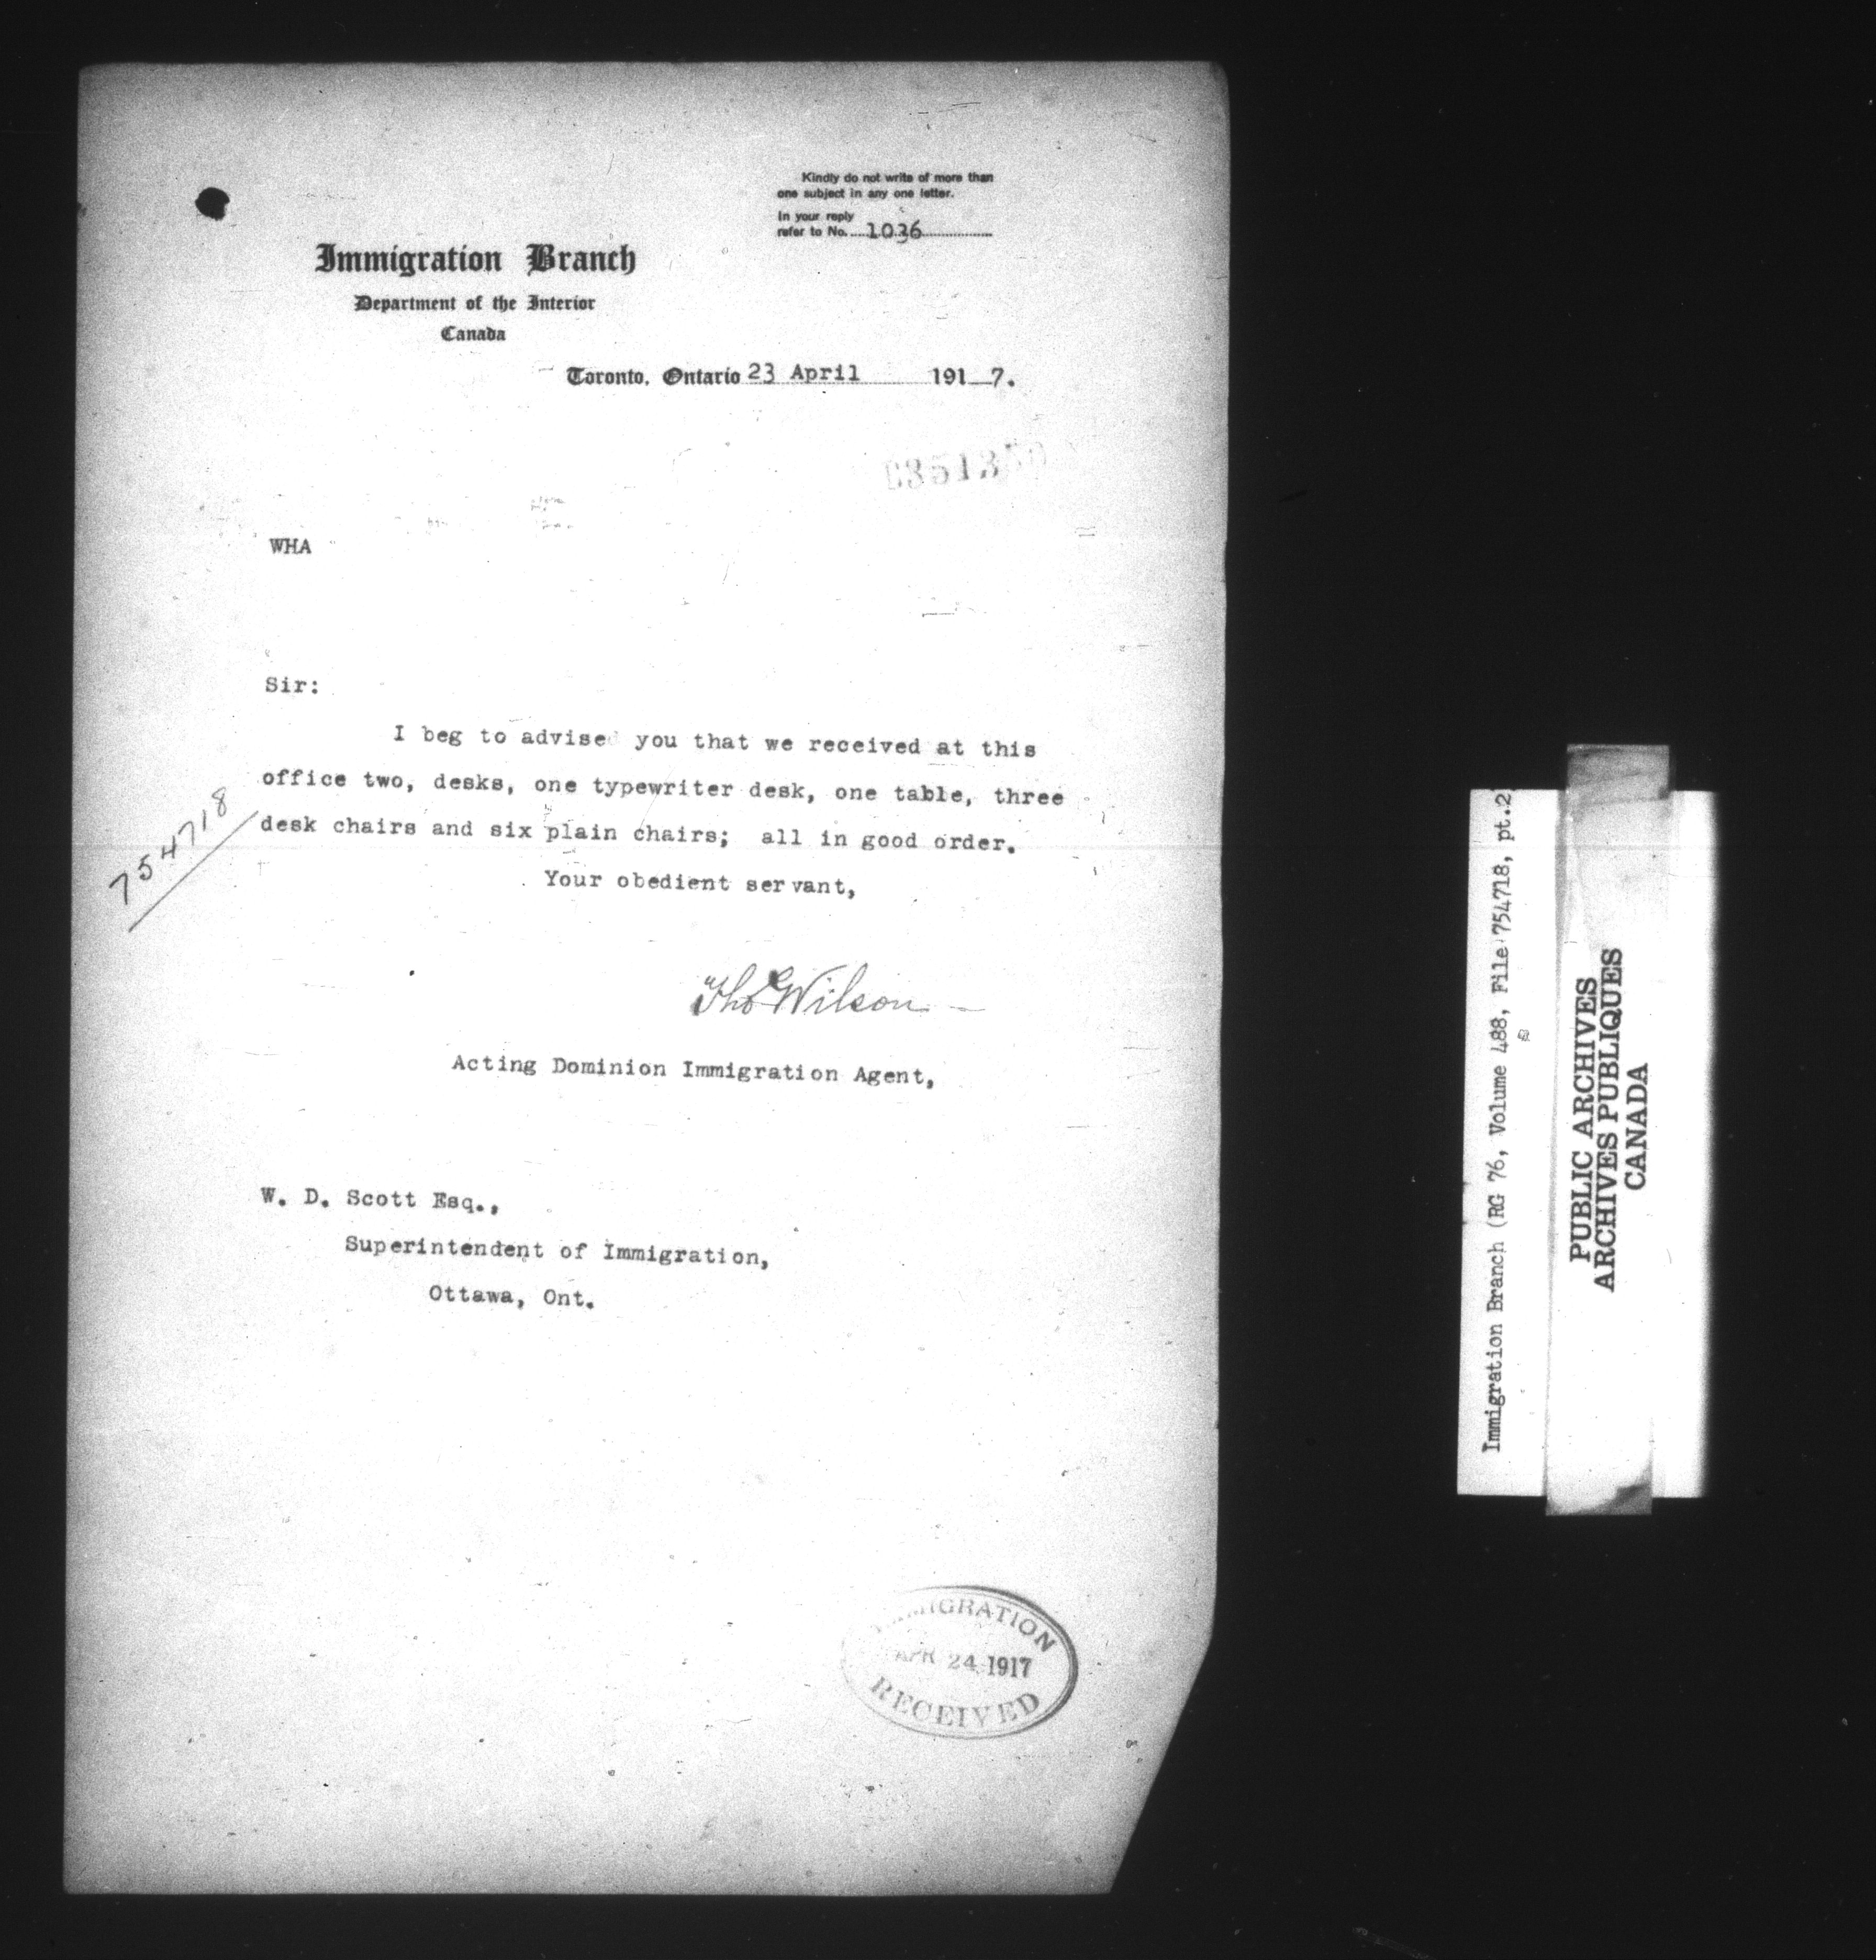 Kindly do not write of more than
one subject in any one letter.
In your reply
refer to No. 1036
Immigration Branch
Department of the Interior
Canada
Toronto, Ontario 23 April 191 7.
WHA
Sir:
I beg to advise you that we received at this
office two, desks, one typewriter desk, one table, three
desk chairs and six plain chairs; all in good order.
754718
Your obedient servant,
Thos Wilson
Acting Dominion Immigration Agent,
W. D. Scott Esq.,
Superintendent of Immigration,
Ottawa, Ont.
IMMIGRATION
APR 24 1917
RECEIVED
Immigration Branch (RG 76, Volume 488, File 754718, pt.2
PUBLIC ARCHIVES
ARCHIVES PUBLIQUES
CANADA